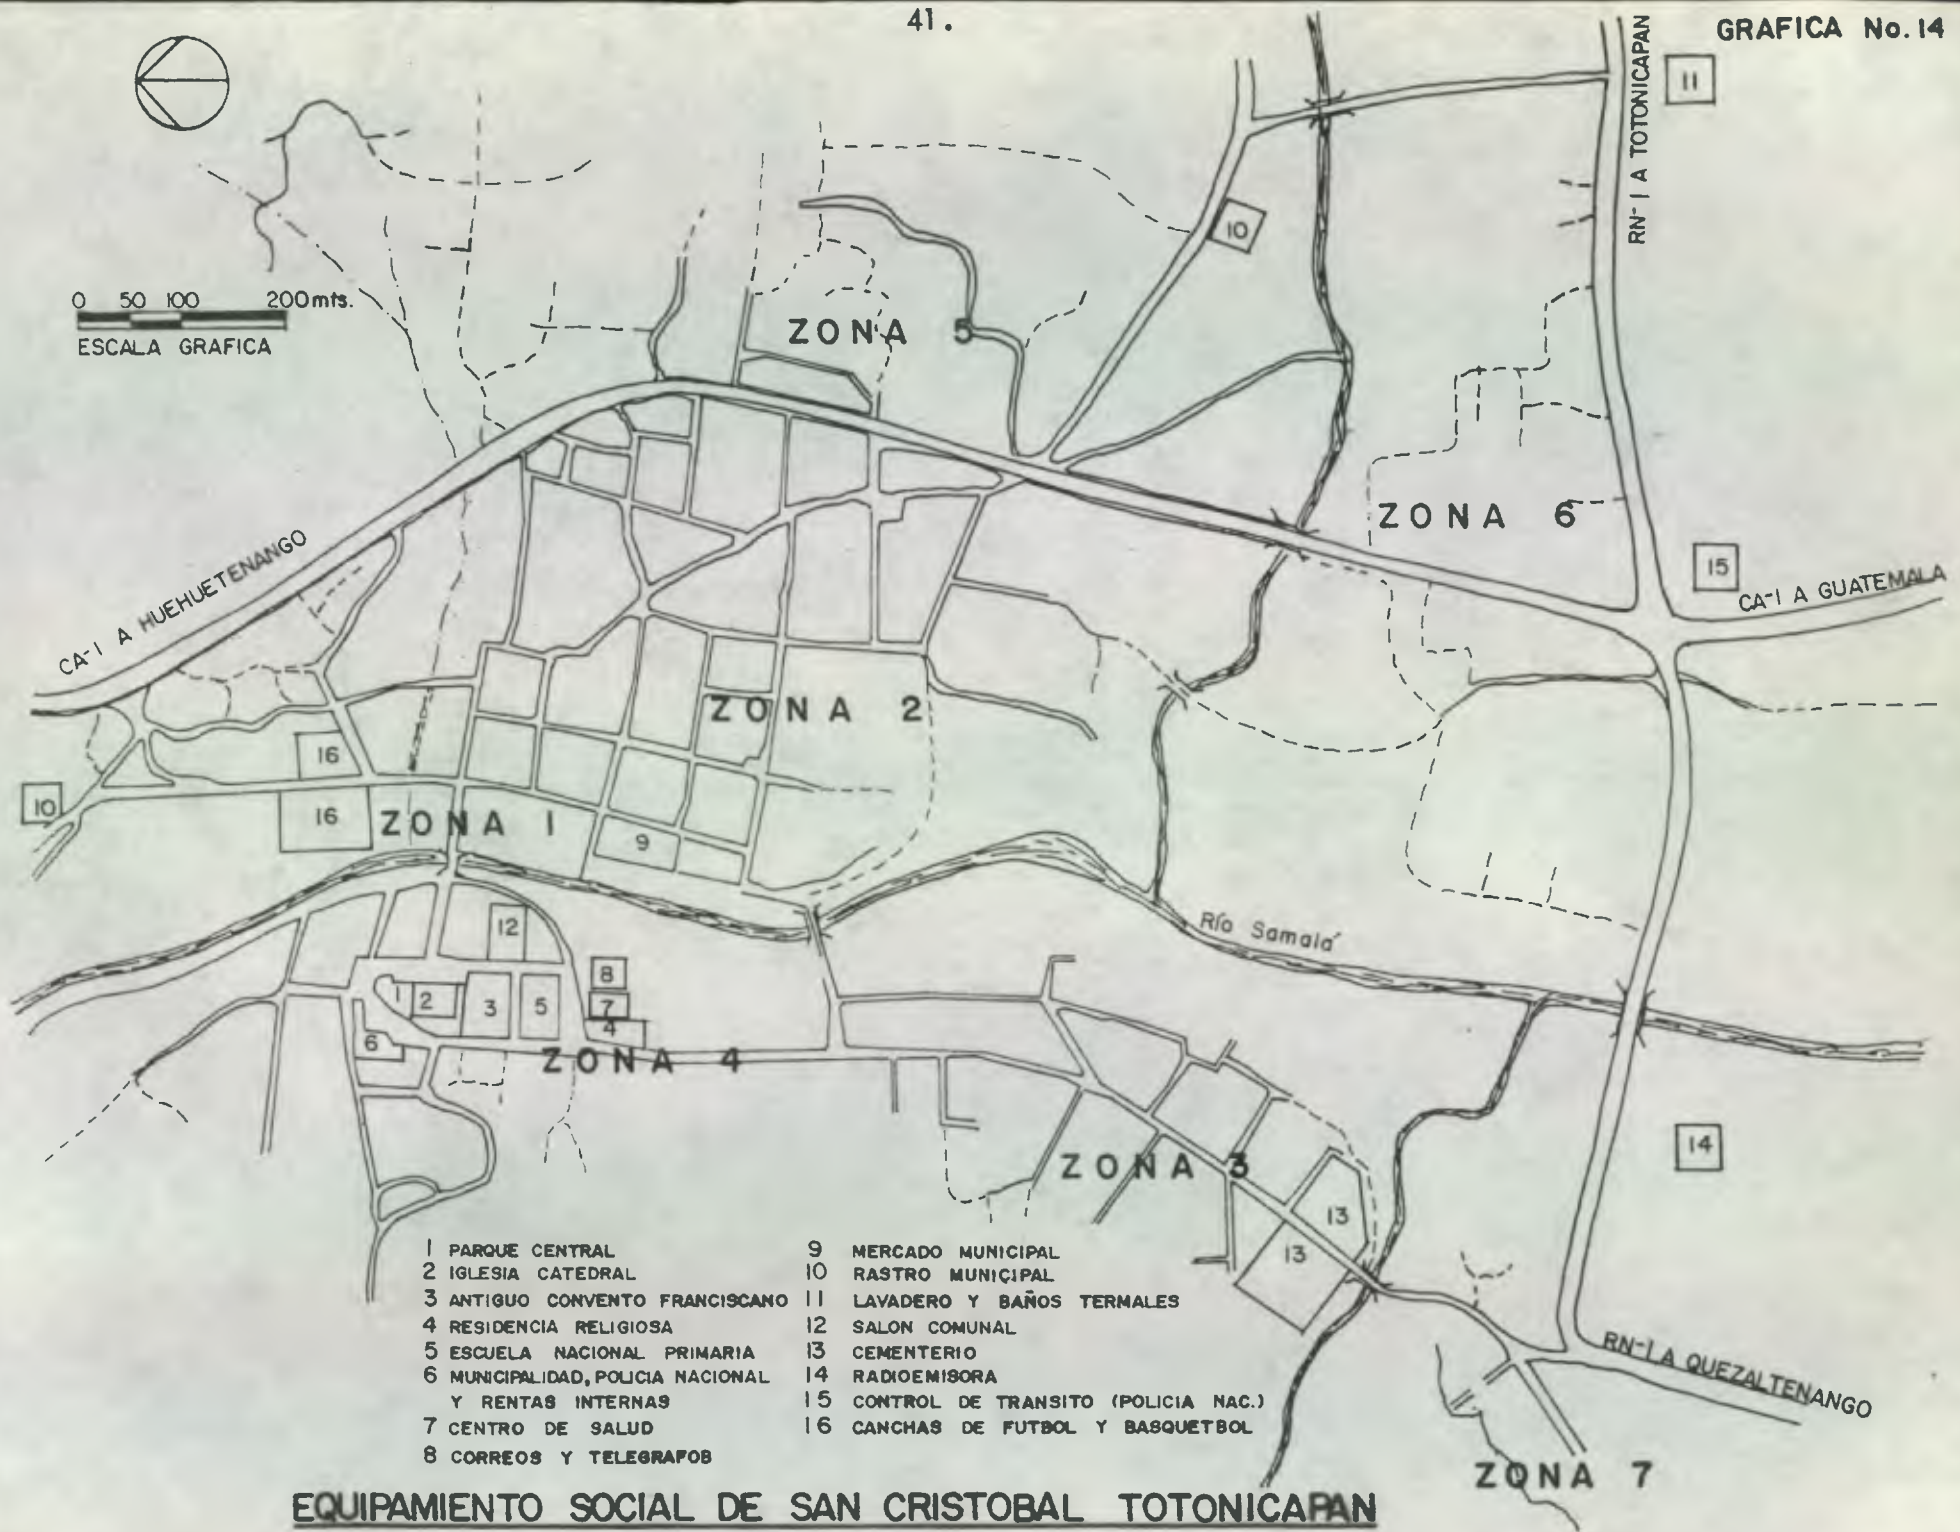 41.
GRAFICA No. 14
11
RN-1 A TOTONICAPAN
10
0 50 100 200mts.
ESCALA GRAFICA
ZONA 5
ZONA 6
15
CA-1 A GUATEMALA
CA-1 A HUEHUETENANGO
ZONA 2
16
10
16
ZONA 1
9
12
Río Samalá
8
1
2
3
5
7
4
6
ZONA 4
14
ZONA 3
13
13
1 PARQUE CENTRAL
2 IGLESIA CATEDRAL
3 ANTIGUO CONVENTO FRANCISCANO
4 RESIDENCIA RELIGIOSA
5 ESCUELA NACIONAL PRIMARIA
6 MUNICIPALIDAD, POLICIA NACIONAL
Y RENTAS INTERNAS
7 CENTRO DE SALUD
8 CORREOS Y TELEGRAFOS
9 MERCADO MUNICIPAL
10 RASTRO MUNICIPAL
11 LAVADERO Y BAÑOS TERMALES
12 SALON COMUNAL
13 CEMENTERIO
14 RADIOEMISORA
15 CONTROL DE TRANSITO (POLICIA NAC.)
16 CANCHAS DE FUTBOL Y BASQUETBOL
RN-1 A QUEZALTENANGO
ZONA 7
EQUIPAMIENTO SOCIAL DE SAN CRISTOBAL TOTONICAPAN